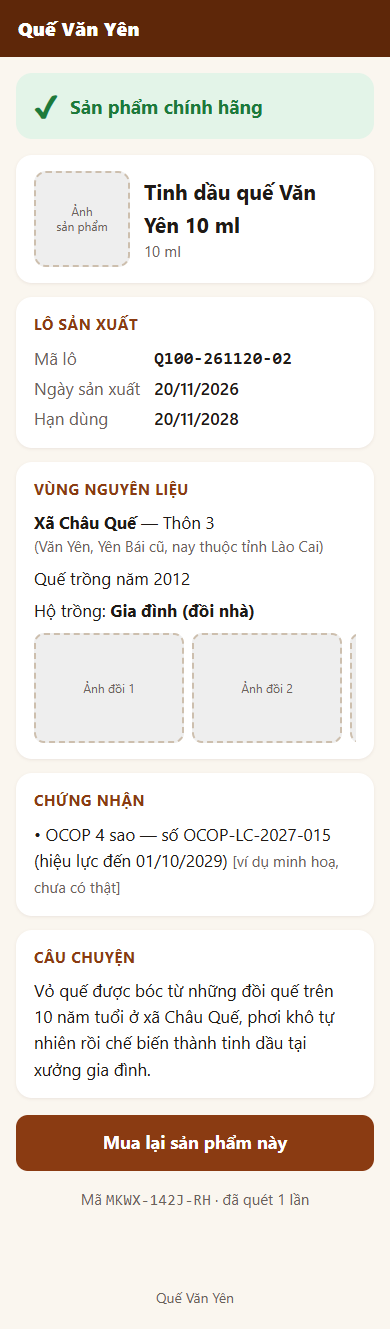 Quế Văn Yên
✔ Sản phẩm chính hãng
Ảnh
sản phẩm
Tinh dầu quế Văn
Yên 10 ml
10 ml
LÔ SẢN XUẤT
Mã lô Q100-261120-02
Ngày sản xuất 20/11/2026
Hạn dùng 20/11/2028
VÙNG NGUYÊN LIỆU
Xã Châu Quế — Thôn 3
(Văn Yên, Yên Bái cũ, nay thuộc tỉnh Lào Cai)
Quế trồng năm 2012
Hộ trồng: Gia đình (đồi nhà)
Ảnh đồi 1
Ảnh đồi 2
CHỨNG NHẬN
• OCOP 4 sao — số OCOP-LC-2027-015
(hiệu lực đến 01/10/2029) [ví dụ minh hoạ,
chưa có thật]
CÂU CHUYỆN
Vỏ quế được bóc từ những đồi quế trên
10 năm tuổi ở xã Châu Quế, phơi khô tự
nhiên rồi chế biến thành tinh dầu tại
xưởng gia đình.
Mua lại sản phẩm này
Mã MKWX-142J-RH · đã quét 1 lần
Quế Văn Yên